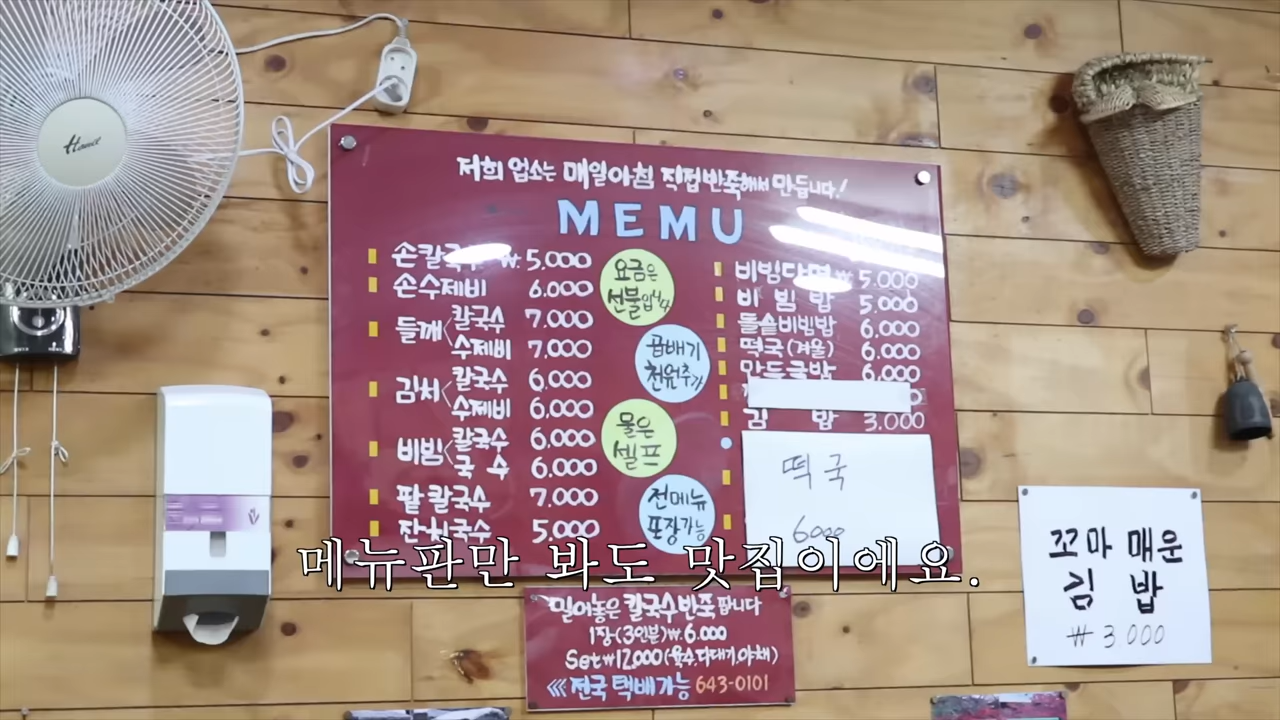 Hanil
저희 업소는 매일아침 직접반죽해서 만듭니다!
MEMU
손칼국수 ₩5.000
손수제비 6.000
들깨 칼국수 7.000
수제비 7.000
김치 칼국수 6.000
수제비 6.000
비빔 칼국수 6.000
국수 6.000
팥칼국수 7.000
잔치국수 5.000
요금은
선불입니다
곱배기
천원추가
물은
셀프
전메뉴
포장가능
₩5.000
비빔밥 5.000
돌솥비빔밥 6.000
떡국(겨울) 6.000
만두국밥 6.000
김밥 3.000
떡국
6000
꼬마 매운
김밥
₩3000
메뉴판만 봐도 맛집이에요.
밀어놓은 칼국수반죽 팝니다
1장(3인분)₩.6.000
Set₩12,000(육수.다대기.야채)
<<< 전국 택배가능 643-0101